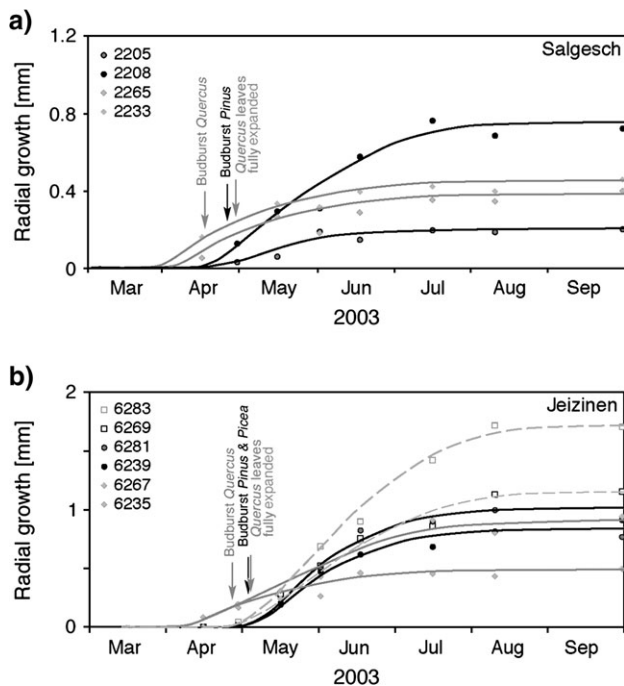 a)
1.2
Salgesch
2205
2208
2265
2233
0.8
Radial growth [mm]
Budburst Quercus
Budburst Pinus
Quercus leaves
fully expanded
0.4
0
Mar Apr May Jun Jul Aug Sep
2003
b)
2
Jeizinen
6283
6269
6281
6239
6267
6235
Radial growth [mm]
1
Budburst Quercus
Budburst Pinus & Picea
Quercus leaves
fully expanded
0
Mar Apr May Jun Jul Aug Sep
2003